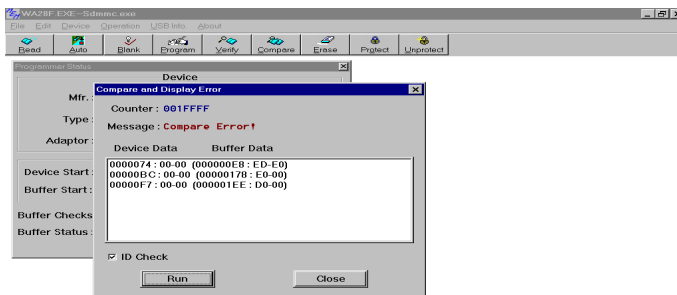 WA28F.EXE--Sdmmc.exe
File Edit Device Operation USB Info. About
Read Auto Blank Program Verify Compare Erase Protect Unprotect
Programmer Status
Device
Compare and Display Error
Mfr. :
Counter : 001FFFF
Type :
Message : Compare Error!
Adaptor :
Device Data Buffer Data
0000074 : 00-00 (000000E8 : ED-E0)
00000BC : 00-00 (00000178 : E0-00)
00000F7 : 00-00 (000001EE : D0-00)
Device Start :
Buffer Start :
Buffer Checks
Buffer Status :
ID Check
Run Close